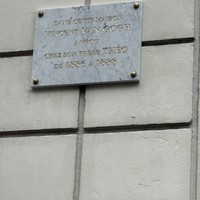 DANS CETTE MAISON
VINCENT VAN GOGH
A VÉCU
CHEZ SON FRÈRE THÉO
DE 1886 À 1888